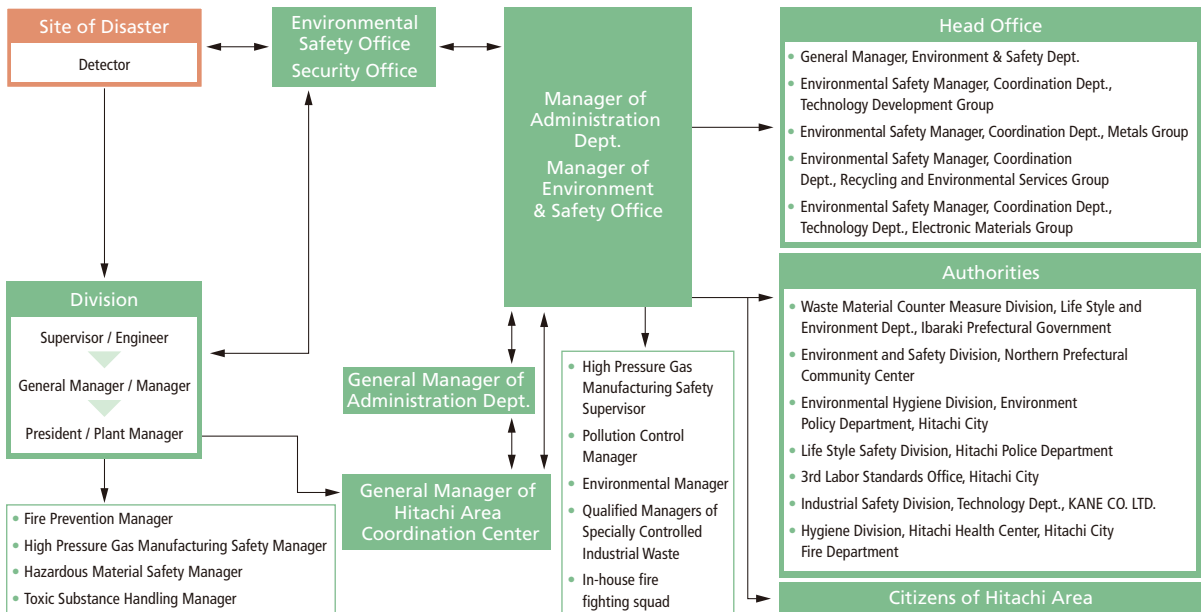 Site of Disaster
Detector
Environmental
Safety Office
Security Office
Manager of
Administration
Dept.
Manager of
Environment
& Safety Office
Head Office
• General Manager, Environment & Safety Dept.
• Environmental Safety Manager, Coordination Dept.,
Technology Development Group
• Environmental Safety Manager, Coordination Dept., Metals Group
• Environmental Safety Manager, Coordination
Dept., Recycling and Environmental Services Group
• Environmental Safety Manager, Coordination Dept.,
Technology Dept., Electronic Materials Group
Division
Supervisor / Engineer
General Manager / Manager
President / Plant Manager
• Fire Prevention Manager
• High Pressure Gas Manufacturing Safety Manager
• Hazardous Material Safety Manager
• Toxic Substance Handling Manager
General Manager of
Administration Dept.
General Manager of
Hitachi Area
Coordination Center
• High Pressure Gas
Manufacturing Safety
Supervisor
• Pollution Control
Manager
• Environmental Manager
• Qualified Managers of
Specially Controlled
Industrial Waste
• In-house fire
fighting squad
Authorities
• Waste Material Counter Measure Division, Life Style and
Environment Dept., Ibaraki Prefectural Government
• Environment and Safety Division, Northern Prefectural
Community Center
• Environmental Hygiene Division, Environment
Policy Department, Hitachi City
• Life Style Safety Division, Hitachi Police Department
• 3rd Labor Standards Office, Hitachi City
• Industrial Safety Division, Technology Dept., KANE CO. LTD.
• Hygiene Division, Hitachi Health Center, Hitachi City
Fire Department
Citizens of Hitachi Area